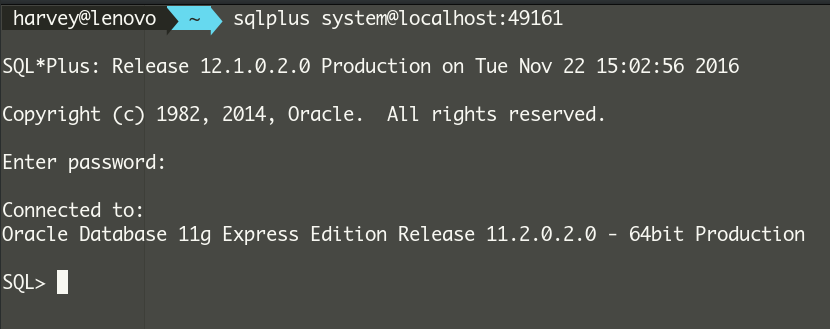 harvey@lenovo ~ sqlplus system@localhost:49161
SQL*Plus: Release 12.1.0.2.0 Production on Tue Nov 22 15:02:56 2016
Copyright (c) 1982, 2014, Oracle.  All rights reserved.
Enter password:
Connected to:
Oracle Database 11g Express Edition Release 11.2.0.2.0 - 64bit Production
SQL>